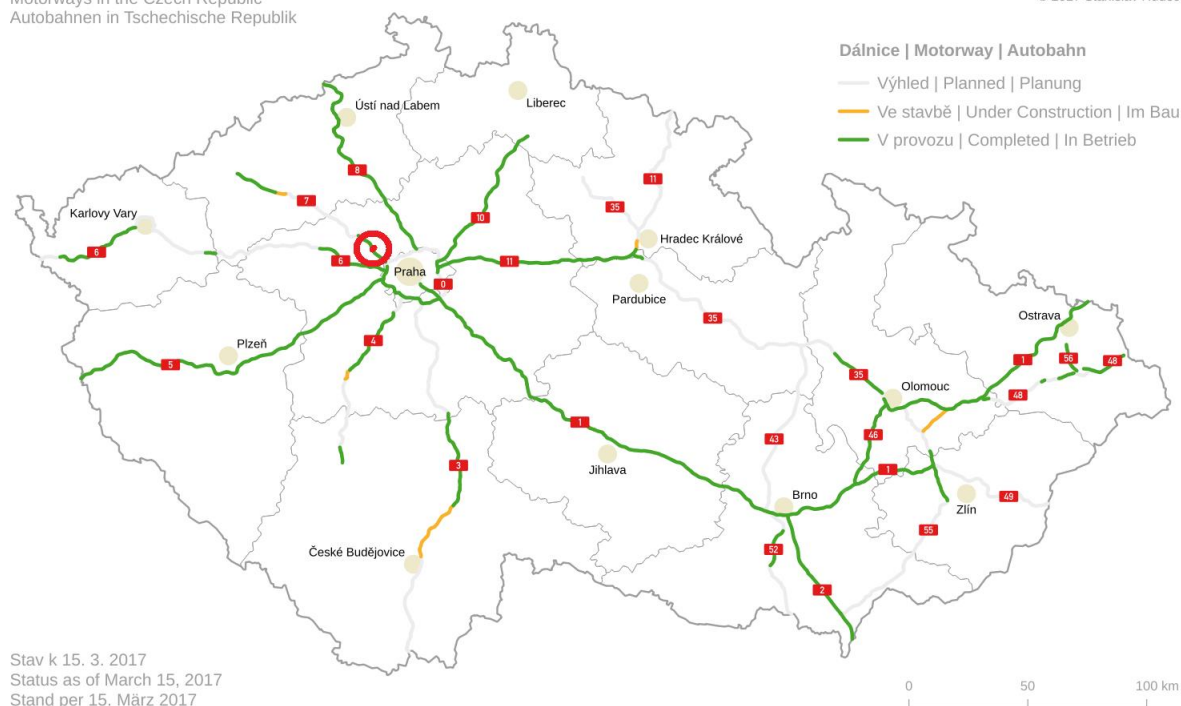 Motorways in the Czech Republic
Autobahnen in Tschechische Republik
Dálnice | Motorway | Autobahn
Výhled | Planned | Planung
Ve stavbě | Under Construction | Im Bau
V provozu | Completed | In Betrieb
Ústí nad Labem
Liberec
8
7
11
35
10
Karlovy Vary
6
6
Hradec Králové
11
Praha
0
Pardubice
35
Ostrava
4
Plzeň
5
1
56
48
35
Olomouc
48
1
46
43
3
Jihlava
1
Brno
Zlín
49
55
České Budějovice
52
2
Stav k 15. 3. 2017
Status as of March 15, 2017
Stand per 15. März 2017
0
50
100 km